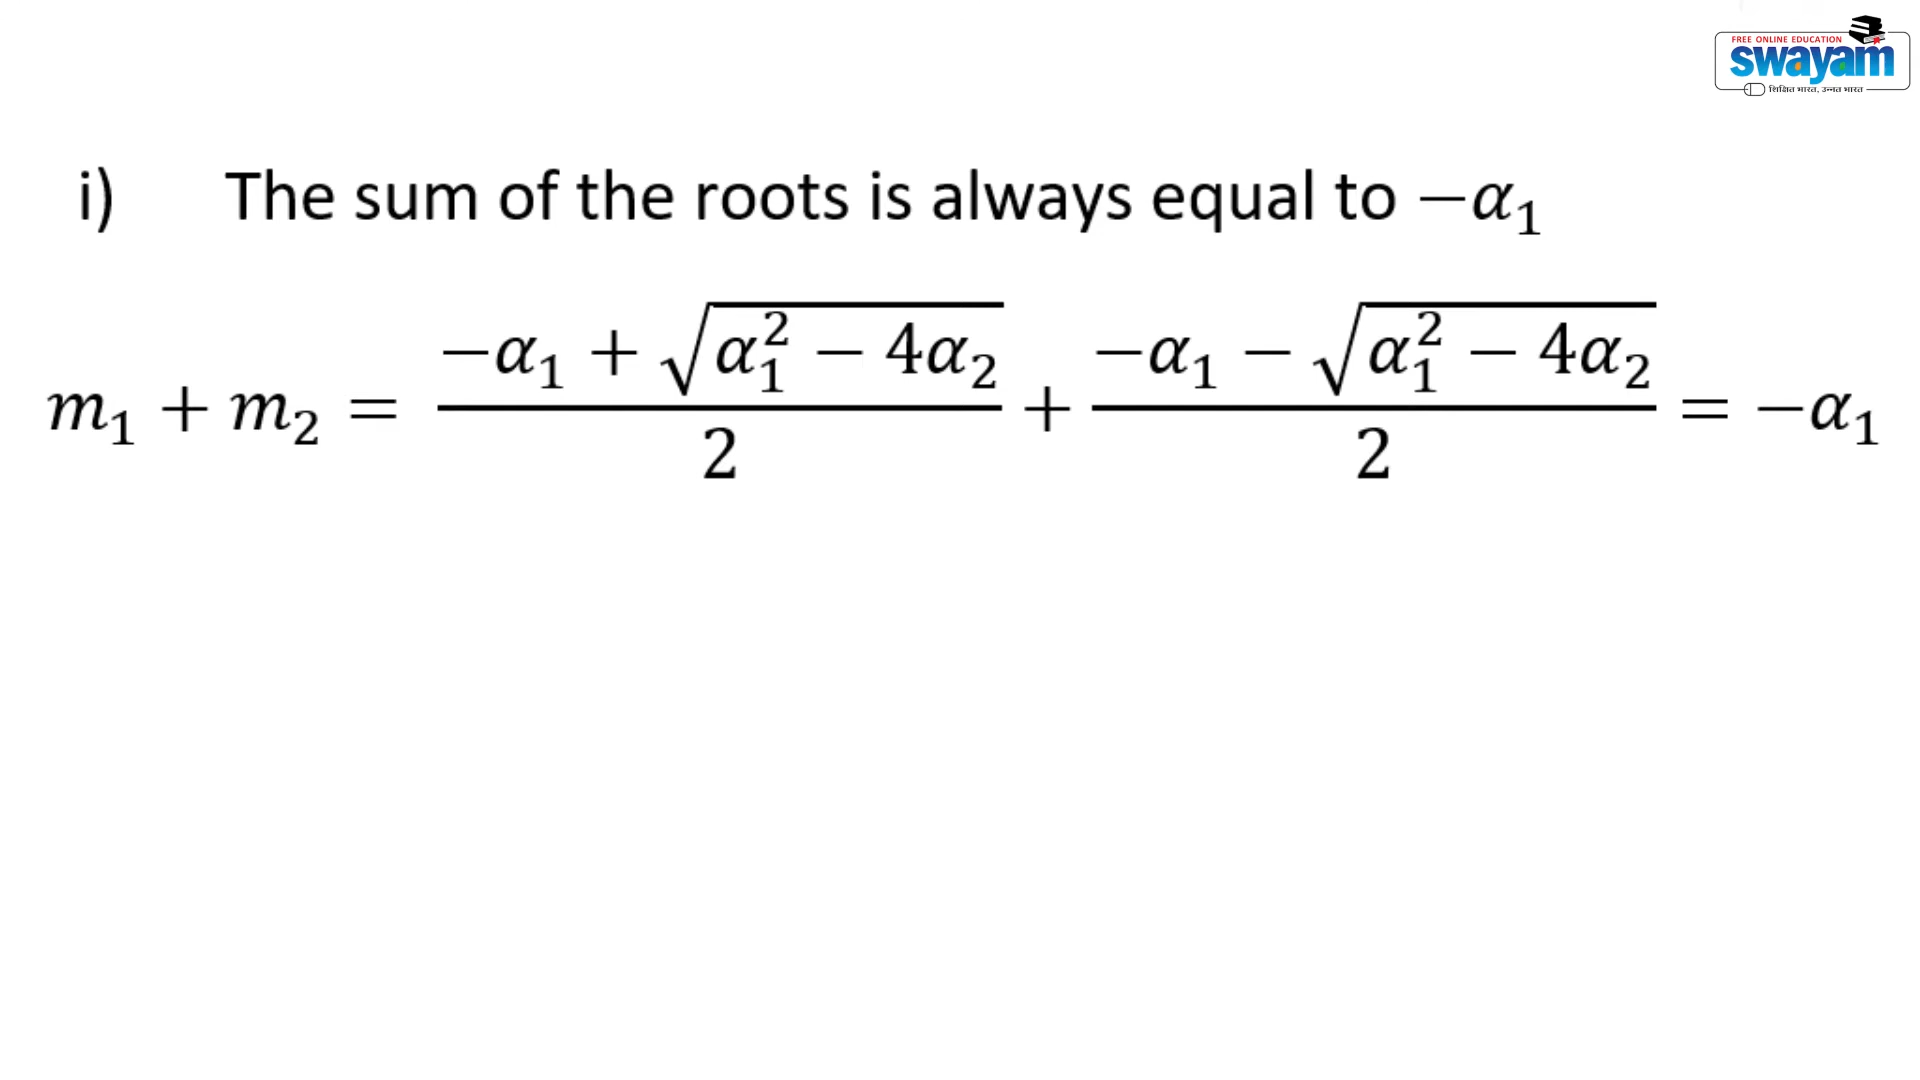 FREE ONLINE EDUCATION
swayam
शिक्षित भारत, उन्नत भारत
i) The sum of the roots is always equal to −α₁
m₁ + m₂ = (−α₁ + √(α₁² − 4α₂))/2 + (−α₁ − √(α₁² − 4α₂))/2 = −α₁